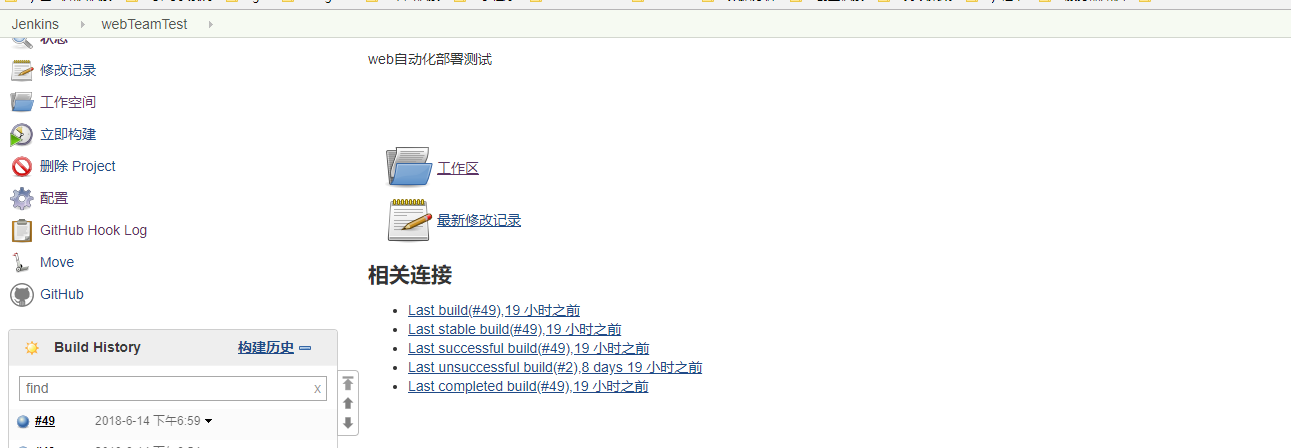 Jenkins webTeamTest
状态
修改记录
工作空间
立即构建
删除 Project
配置
GitHub Hook Log
Move
GitHub
Build History 构建历史
find x
#49 2018-6-14 下午6:59
web自动化部署测试
工作区
最新修改记录
相关连接
Last build(#49),19 小时之前
Last stable build(#49),19 小时之前
Last successful build(#49),19 小时之前
Last unsuccessful build(#2),8 days 19 小时之前
Last completed build(#49),19 小时之前